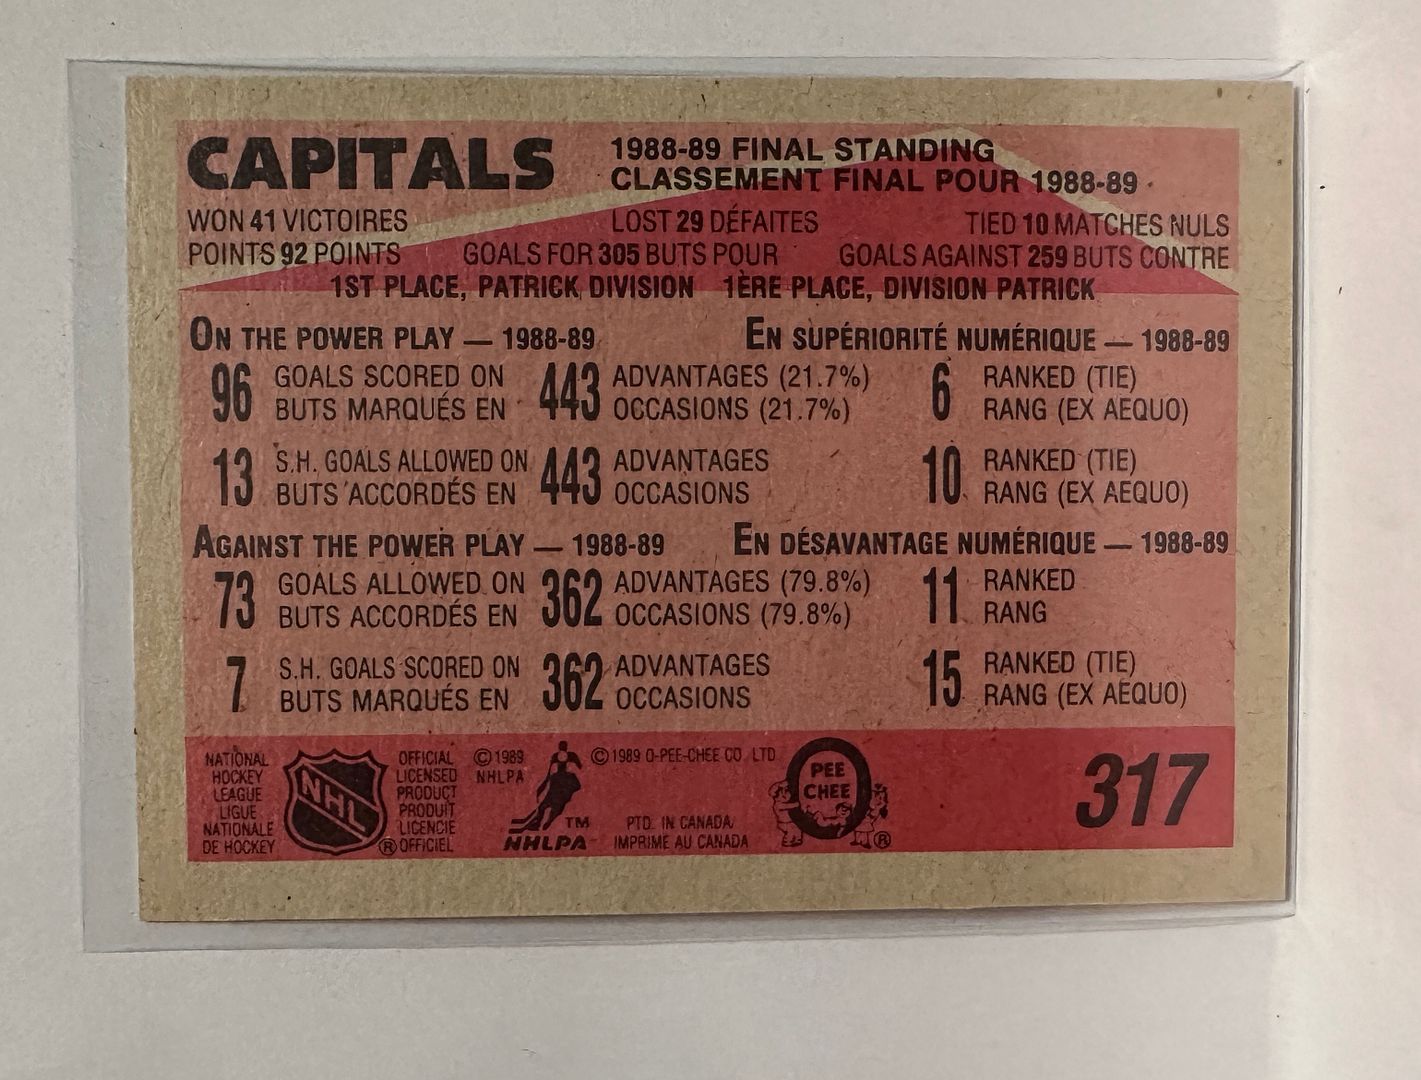 CAPITALS
1988-89 FINAL STANDING
CLASSEMENT FINAL POUR 1988-89
WON 41 VICTOIRES LOST 29 DÉFAITES TIED 10 MATCHES NULS
POINTS 92 POINTS GOALS FOR 305 BUTS POUR GOALS AGAINST 259 BUTS CONTRE
1ST PLACE, PATRICK DIVISION 1ÈRE PLACE, DIVISION PATRICK
ON THE POWER PLAY — 1988-89 EN SUPÉRIORITÉ NUMÉRIQUE — 1988-89
96 GOALS SCORED ON 443 ADVANTAGES (21.7%) 6 RANKED (TIE)
BUTS MARQUÉS EN OCCASIONS (21.7%) RANG (EX AEQUO)
13 S.H. GOALS ALLOWED ON 443 ADVANTAGES 10 RANKED (TIE)
BUTS ACCORDÉS EN OCCASIONS RANG (EX AEQUO)
AGAINST THE POWER PLAY — 1988-89 EN DÉSAVANTAGE NUMÉRIQUE — 1988-89
73 GOALS ALLOWED ON 362 ADVANTAGES (79.8%) 11 RANKED
BUTS ACCORDÉS EN OCCASIONS (79.8%) RANG
7 S.H. GOALS SCORED ON 362 ADVANTAGES 15 RANKED (TIE)
BUTS MARQUÉS EN OCCASIONS RANG (EX AEQUO)
NATIONAL
HOCKEY
LEAGUE
LIGUE
NATIONALE
DE HOCKEY
NHL
®
OFFICIAL
LICENSED
PRODUCT
PRODUIT
LICENCIE
OFFICIEL
©1989
NHLPA
TM
NHLPA
©1989 O-PEE-CHEE CO. LTD
PTD. IN CANADA
IMPRIME AU CANADA
O
PEE
CHEE
®
317